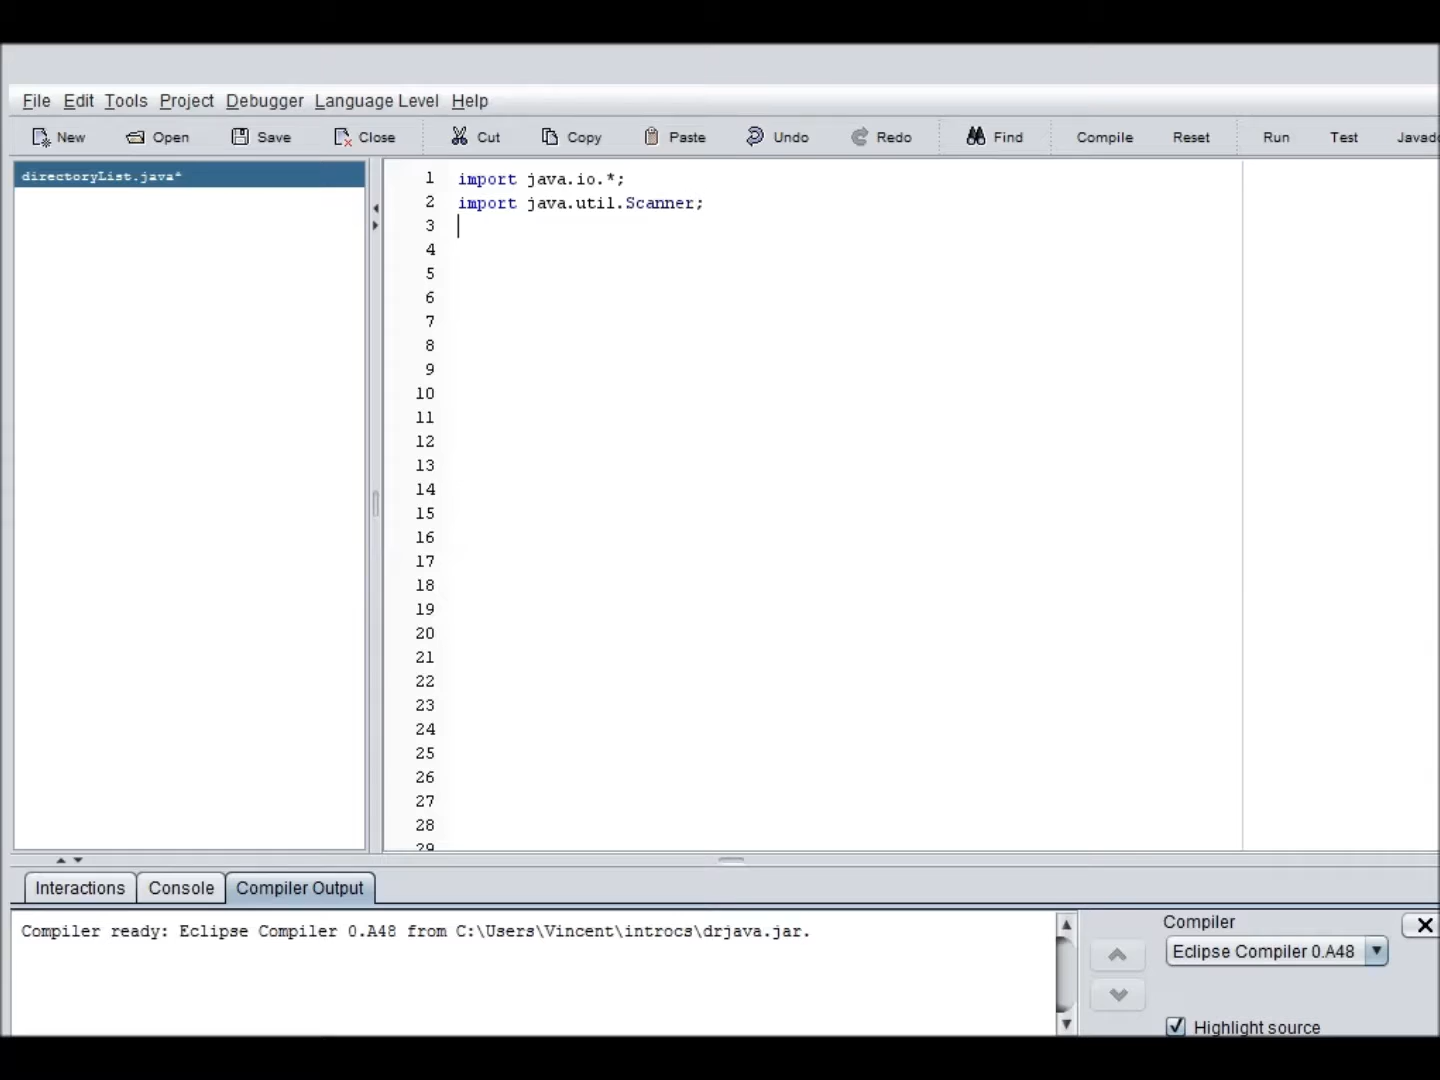 File Edit Tools Project Debugger Language Level Help
New Open Save Close Cut Copy Paste Undo Redo Find Compile Reset Run Test Javado
directoryList.java*
1 import java.io.*;
2 import java.util.Scanner;
3
4
5
6
7
8
9
10
11
12
13
14
15
16
17
18
19
20
21
22
23
24
25
26
27
28
29
Interactions Console Compiler Output
Compiler ready: Eclipse Compiler 0.A48 from C:\Users\Vincent\introcs\drjava.jar.
Compiler
Eclipse Compiler 0.A48
Highlight source